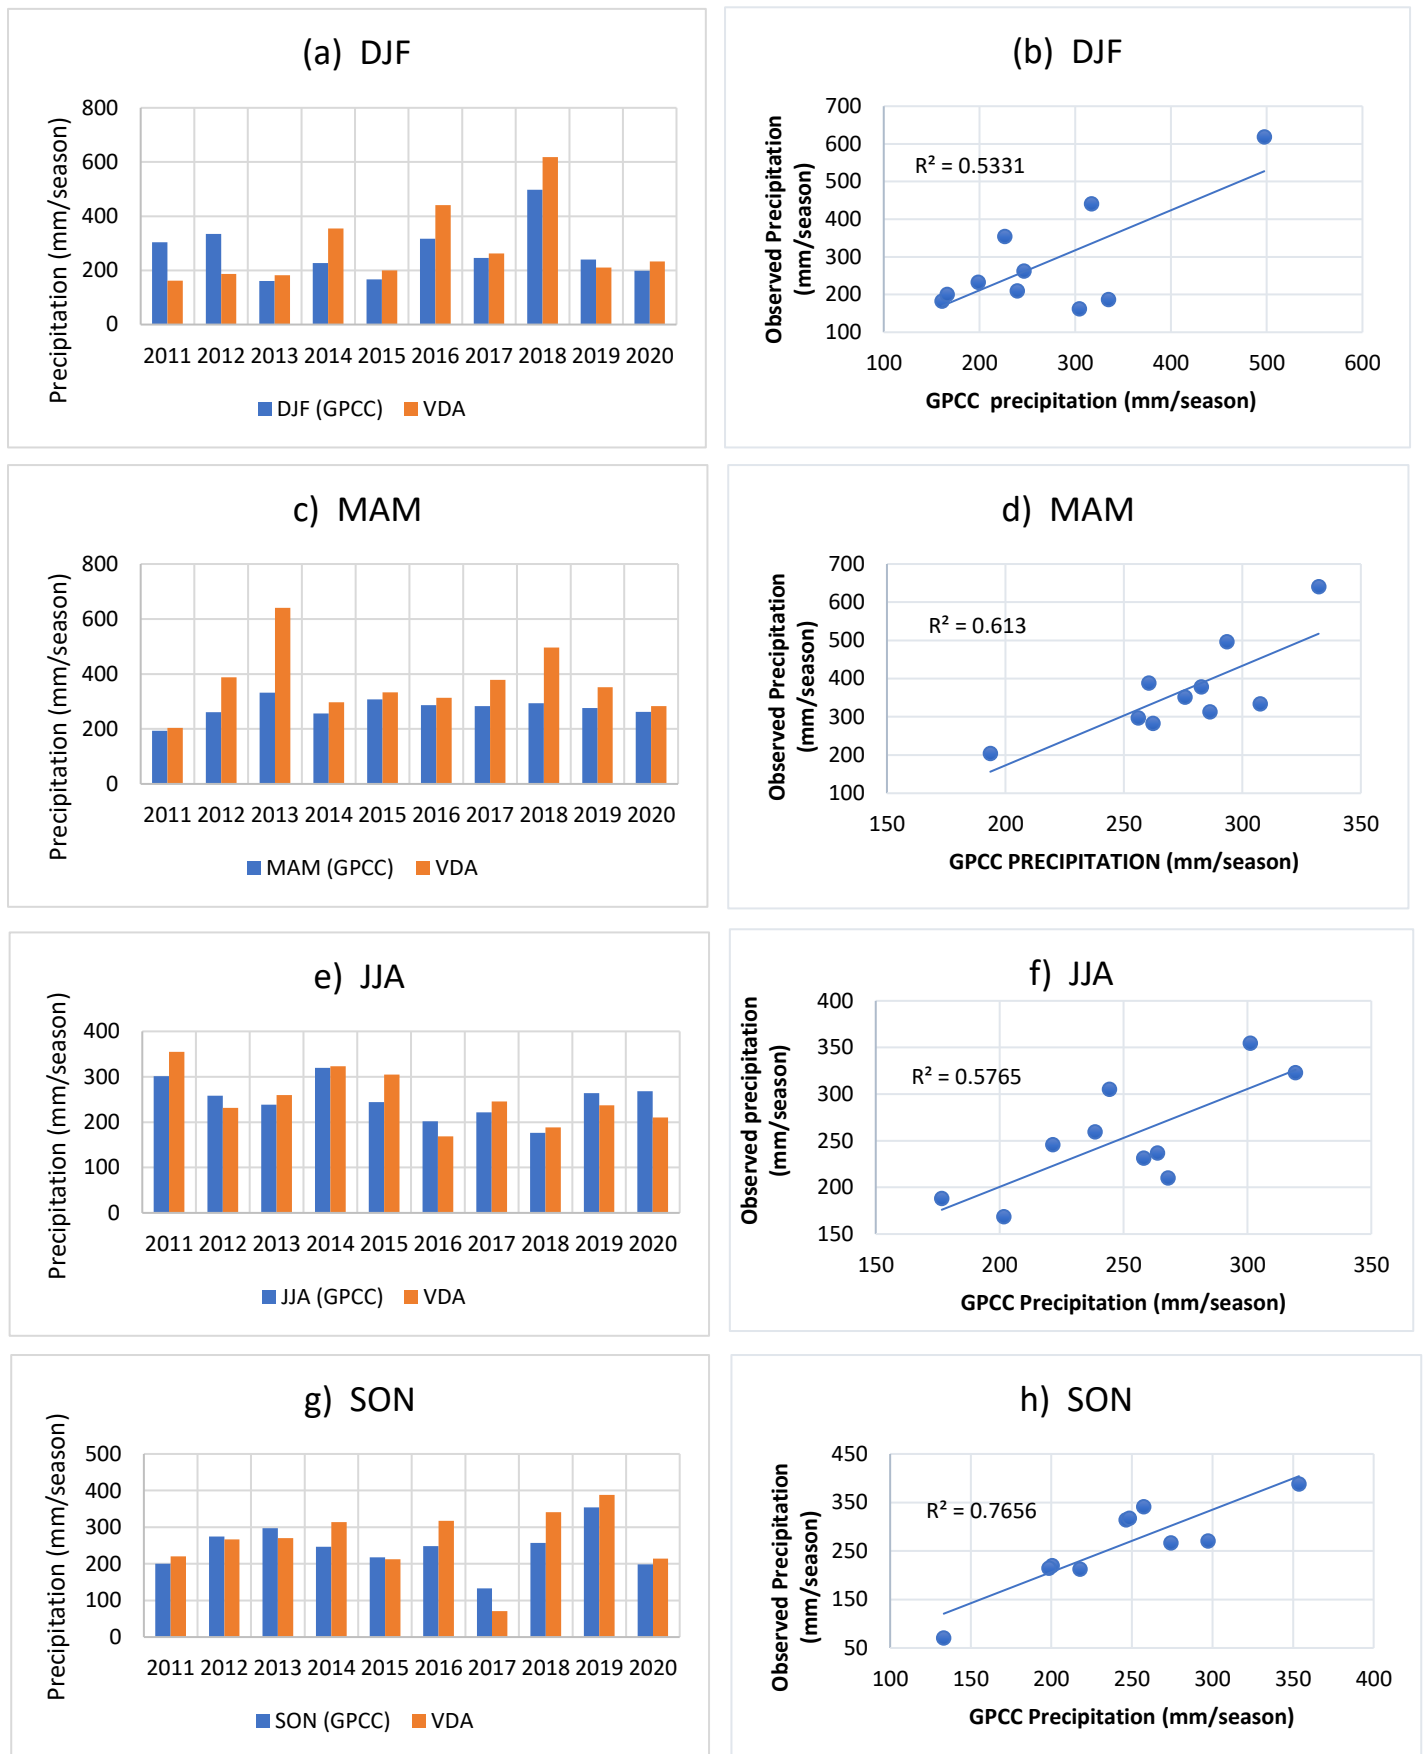 (a) DJF
Precipitation (mm/season)
800
600
400
200
0
2011 2012 2013 2014 2015 2016 2017 2018 2019 2020
DJF (GPCC) VDA
(b) DJF
Observed Precipitation
(mm/season)
700
600
500
400
300
200
100
R² = 0.5331
100 200 300 400 500 600
GPCC precipitation (mm/season)
c) MAM
Precipitation (mm/season)
800
600
400
200
0
2011 2012 2013 2014 2015 2016 2017 2018 2019 2020
MAM (GPCC) VDA
d) MAM
Observed Precipitation
(mm/season)
700
600
500
400
300
200
100
R² = 0.613
150 200 250 300 350
GPCC PRECIPITATION (mm/season)
e) JJA
Precipitation (mm/season)
400
300
200
100
0
2011 2012 2013 2014 2015 2016 2017 2018 2019 2020
JJA (GPCC) VDA
f) JJA
Observed precipitation
(mm/season)
400
350
300
250
200
150
R² = 0.5765
150 200 250 300 350
GPCC Precipitation (mm/season)
g) SON
Precipitation (mm/season)
500
400
300
200
100
0
2011 2012 2013 2014 2015 2016 2017 2018 2019 2020
SON (GPCC) VDA
h) SON
Observed Precipitation
(mm/season)
450
350
250
150
50
R² = 0.7656
100 150 200 250 300 350 400
GPCC Precipitation (mm/season)